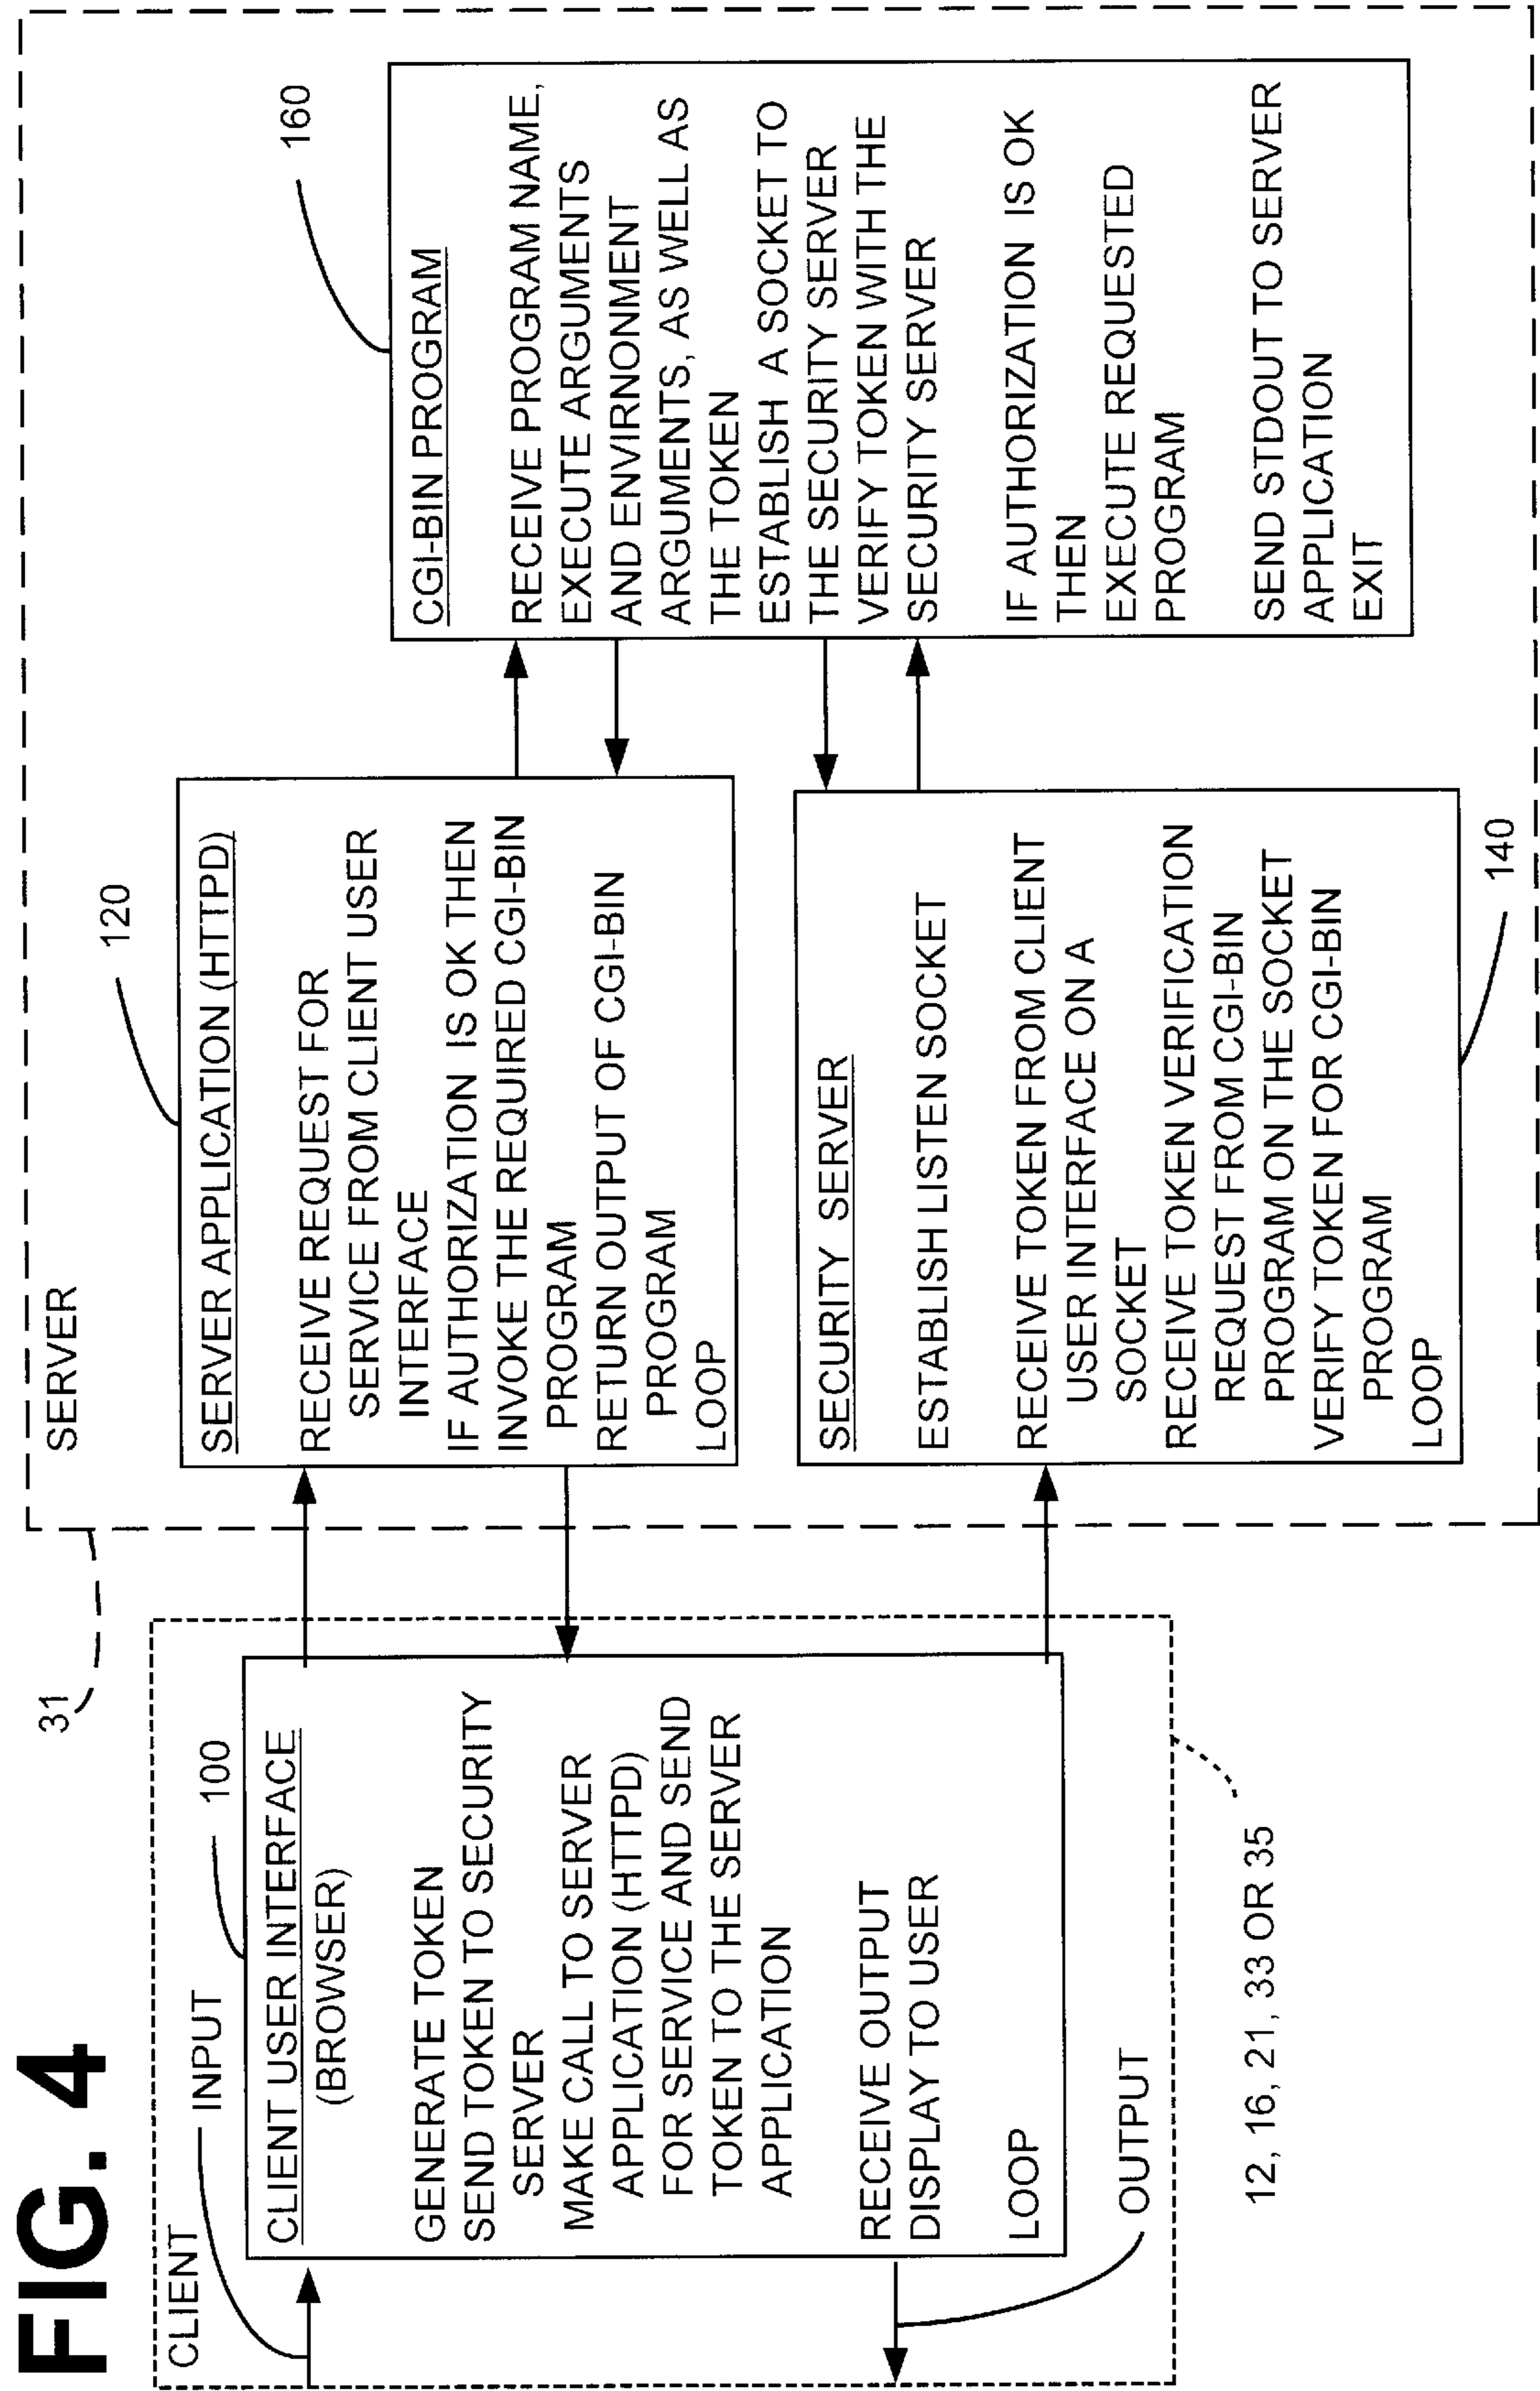 FIG. 4
CLIENT
INPUT
100
CLIENT USER INTERFACE
(BROWSER)
GENERATE TOKEN
SEND TOKEN TO SECURITY
SERVER
MAKE CALL TO SERVER
APPLICATION (HTTPD)
FOR SERVICE AND SEND
TOKEN TO THE SERVER
APPLICATION
RECEIVE OUTPUT
DISPLAY TO USER
LOOP
OUTPUT
12, 16, 21, 33 OR 35
31
SERVER
120
SERVER APPLICATION (HTTPD)
RECEIVE REQUEST FOR
SERVICE FROM CLIENT USER
INTERFACE
IF AUTHORIZATION IS OK THEN
INVOKE THE REQUIRED CGI-BIN
PROGRAM
RETURN OUTPUT OF CGI-BIN
PROGRAM
LOOP
SECURITY SERVER
ESTABLISH LISTEN SOCKET
RECEIVE TOKEN FROM CLIENT
USER INTERFACE ON A
SOCKET
RECEIVE TOKEN VERIFICATION
REQUEST FROM CGI-BIN
PROGRAM ON THE SOCKET
VERIFY TOKEN FOR CGI-BIN
PROGRAM
LOOP
140
160
CGI-BIN PROGRAM
RECEIVE PROGRAM NAME,
EXECUTE ARGUMENTS
AND ENVIRNONMENT
ARGUMENTS, AS WELL AS
THE TOKEN
ESTABLISH A SOCKET TO
THE SECURITY SERVER
VERIFY TOKEN WITH THE
SECURITY SERVER
IF AUTHORIZATION IS OK
THEN
EXECUTE REQUESTED
PROGRAM
SEND STDOUT TO SERVER
APPLICATION
EXIT